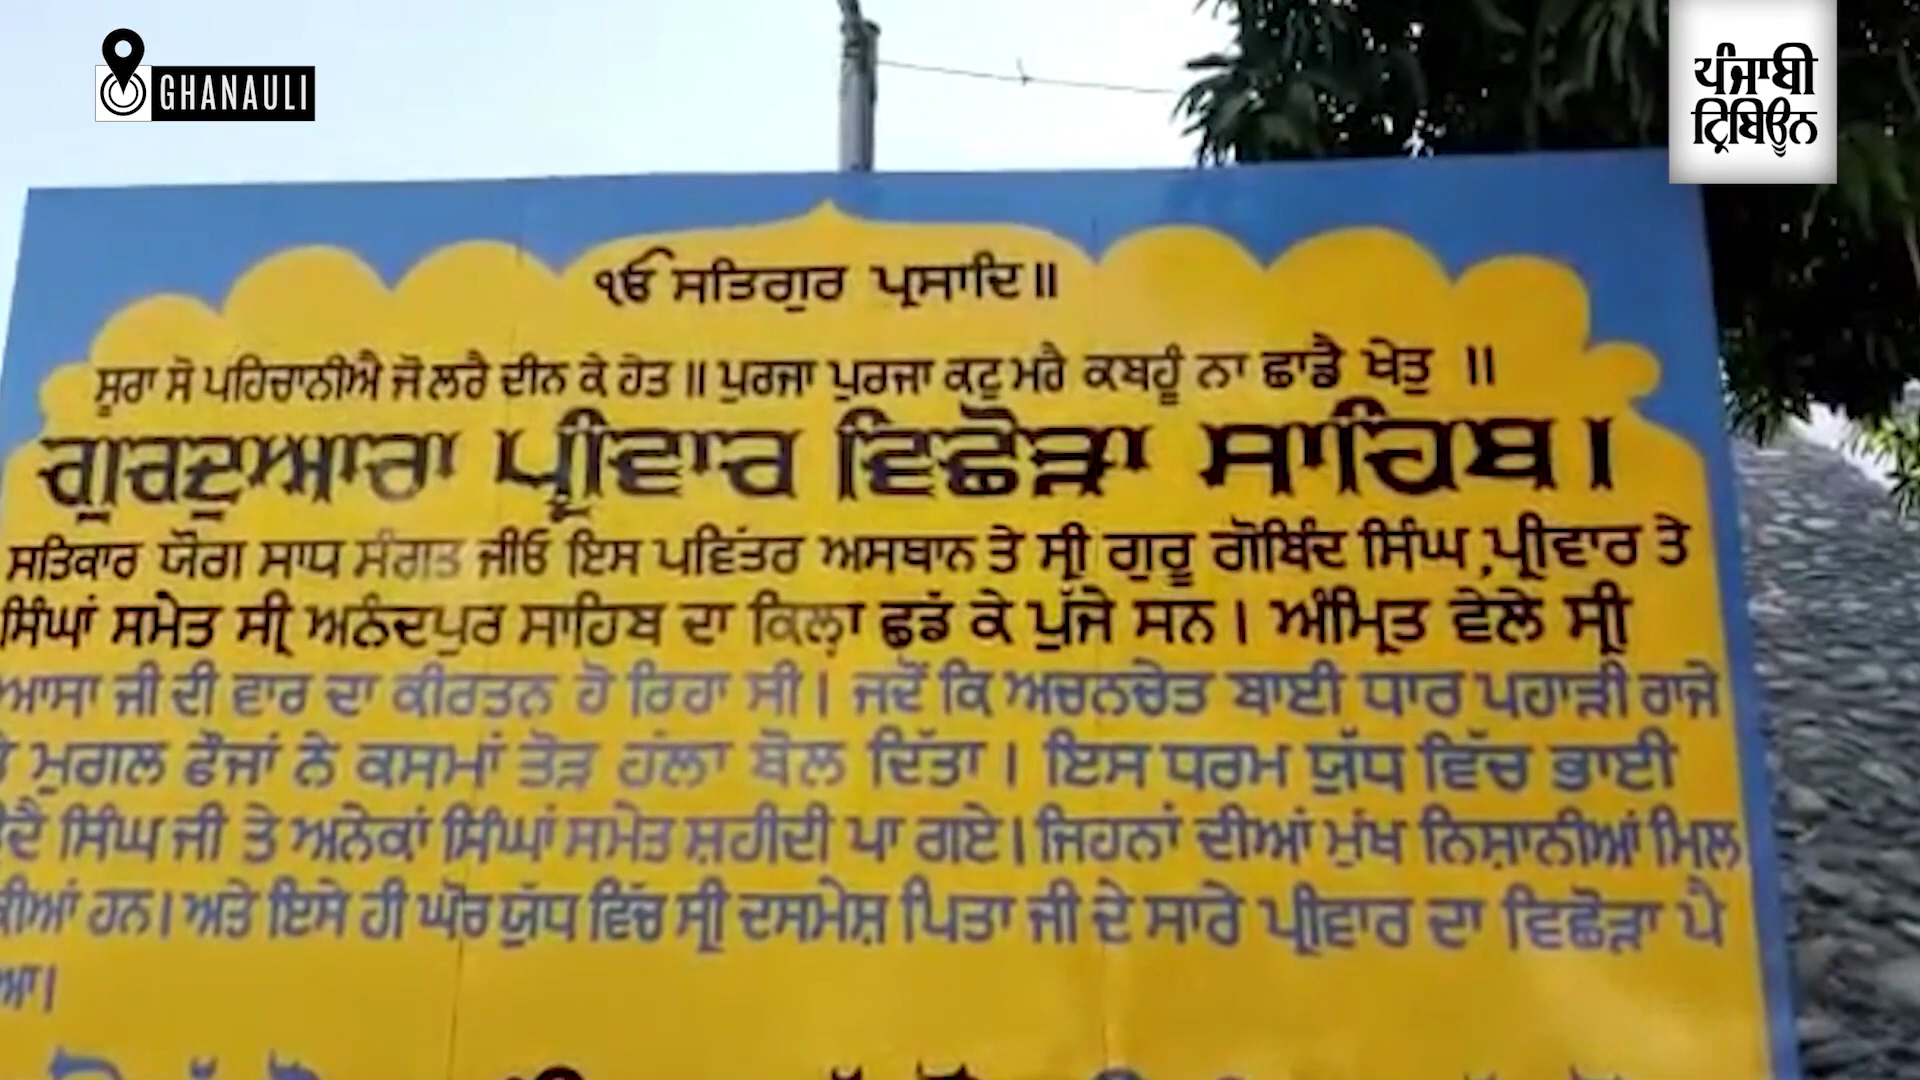 GHANAULI
ਪੰਜਾਬੀ
ਟ੍ਰਿਬਿਊਨ
ੴ ਸਤਿਗੁਰ ਪ੍ਰਸਾਦਿ॥
ਸੂਰਾ ਸੋ ਪਹਿਚਾਨੀਐ ਜੋ ਲਰੈ ਦੀਨ ਕੇ ਹੇਤ ॥ ਪੁਰਜਾ ਪੁਰਜਾ ਕਟੁ ਮਰੈ ਕਬਹੂੰ ਨਾ ਛਾਡੈ ਖੇਤੁ ॥
ਗੁਰਦੁਆਰਾ ਪ੍ਰੀਵਾਰ ਵਿਛੋੜਾ ਸਾਹਿਬ।
ਸਤਿਕਾਰ ਯੋਗ ਸਾਧ ਸੰਗਤ ਜੀਓ ਇਸ ਪਵਿੱਤਰ ਅਸਥਾਨ ਤੇ ਸ੍ਰੀ ਗੁਰੂ ਗੋਬਿੰਦ ਸਿੰਘ,ਪ੍ਰੀਵਾਰ ਤੇ
ਸਿੰਘਾਂ ਸਮੇਤ ਸ੍ਰੀ ਅਨੰਦਪੁਰ ਸਾਹਿਬ ਦਾ ਕਿਲ੍ਹਾ ਛਡੱ ਕੇ ਪੁੱਜੇ ਸਨ। ਅੰਮ੍ਰਿਤ ਵੇਲੇ ਸ੍ਰੀ
ਆਸਾ ਜੀ ਦੀ ਵਾਰ ਦਾ ਕੀਰਤਨ ਹੋ ਰਿਹਾ ਸੀ। ਜਦੋਂ ਕਿ ਅਚਨਚੇਤ ਬਾਈ ਧਾਰ ਪਹਾੜੀ ਰਾਜੇ
ਮੁਗਲ ਫੌਜਾਂ ਨੇ ਕਸਮਾਂ ਤੋੜ ਹੱਲਾ ਬੋਲ ਦਿੱਤਾ। ਇਸ ਧਰਮ ਯੁੱਧ ਵਿੱਚ ਭਾਈ
ਸਿੰਘ ਜੀ ਤੇ ਅਨੇਕਾਂ ਸਿੰਘਾਂ ਸਮੇਤ ਸ਼ਹੀਦੀ ਪਾ ਗਏ। ਜਿਹਨਾਂ ਦੀਆਂ ਮੁੱਖ ਨਿਸ਼ਾਨੀਆਂ ਮਿਲ
ਹਨ। ਅਤੇ ਇਸੇ ਹੀ ਘੋਰ ਯੁੱਧ ਵਿੱਚ ਸ੍ਰੀ ਦਸਮੇਸ਼ ਪਿਤਾ ਜੀ ਦੇ ਸਾਰੇ ਪ੍ਰੀਵਾਰ ਦਾ ਵਿਛੋੜਾ ਪੈ